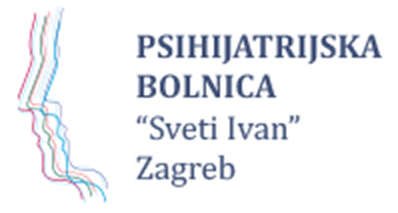 PSIHIJATRIJSKA
BOLNICA
“Sveti Ivan”
Zagreb